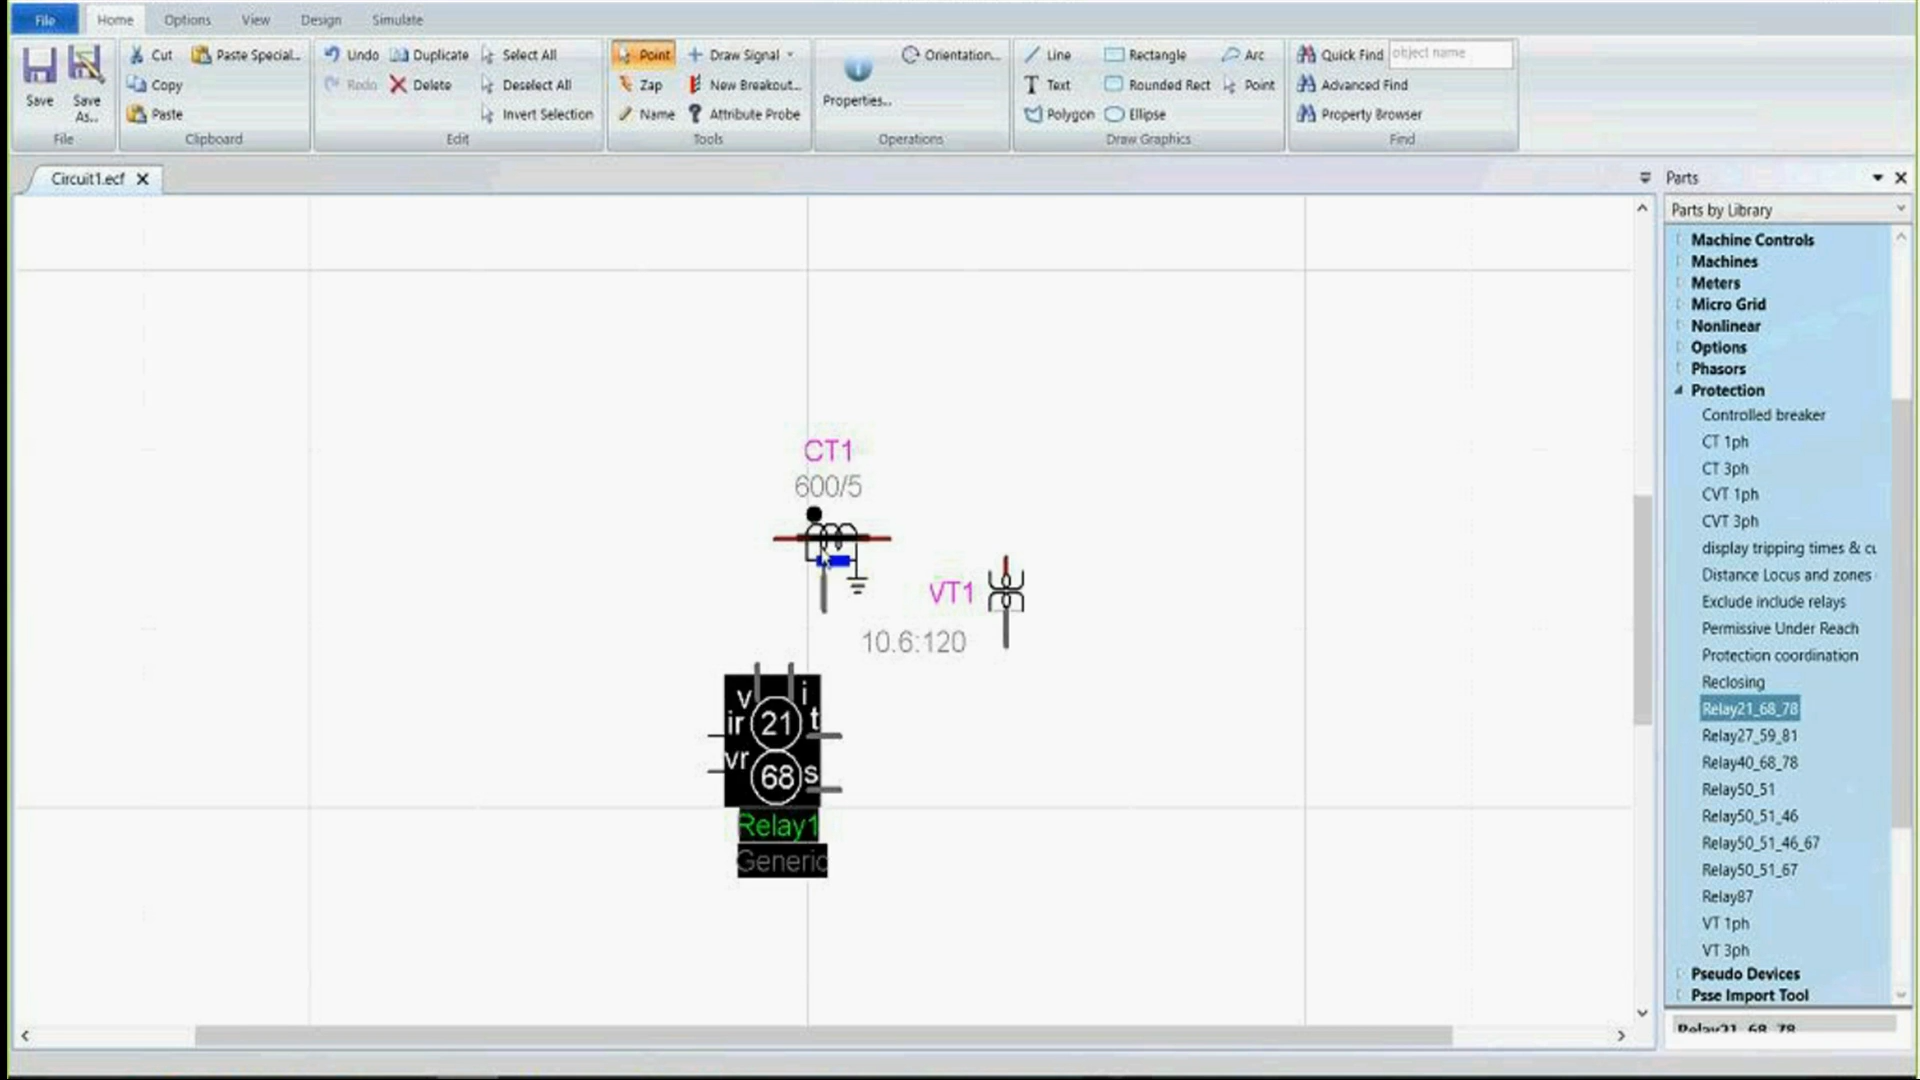 File Home Options View Design Simulate
Cut Paste Special... Undo Duplicate Select All Point Draw Signal Orientation... Line Rectangle Arc Quick Find object name
Copy Redo Delete Deselect All Zap New Breakout... Text Rounded Rect Point Advanced Find
Save Save As... Paste Invert Selection Name Attribute Probe Properties... Polygon Ellipse Property Browser
File Clipboard Edit Tools Operations Draw Graphics Find
Circuit1.ecf
Parts
Parts by Library
Machine Controls
Machines
Meters
Micro Grid
Nonlinear
Options
Phasors
Protection
Controlled breaker
CT 1ph
CT 3ph
CVT 1ph
CVT 3ph
display tripping times & cu
Distance Locus and zones
Exclude include relays
Permissive Under Reach
Protection coordination
Reclosing
Relay21_68_78
Relay27_59_81
Relay40_68_78
Relay50_51
Relay50_51_46
Relay50_51_46_67
Relay50_51_67
Relay87
VT 1ph
VT 3ph
Pseudo Devices
Psse Import Tool
Relay21_68_78
CT1
600/5
VT1
10.6:120
v i
ir 21 t
vr 68 s
Relay1
Generic